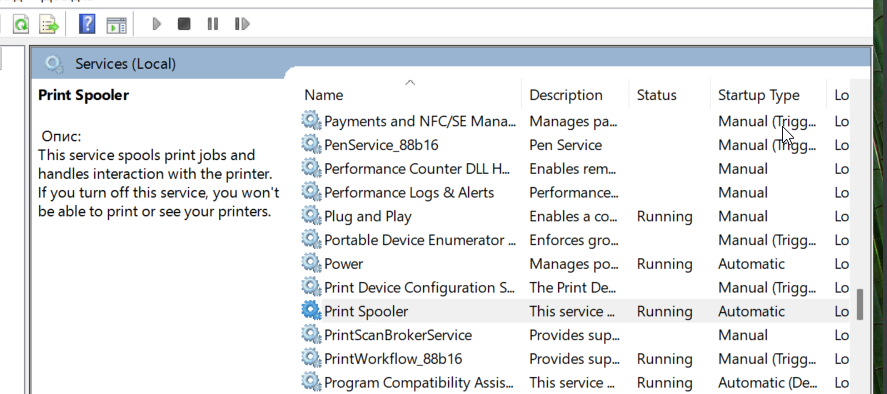 Services (Local)
Print Spooler
Опис:
This service spools print jobs and
handles interaction with the printer.
If you turn off this service, you won't
be able to print or see your printers.
Name Description Status Startup Type Lo
Payments and NFC/SE Mana... Manages pa... Manual (Trigg... Lo
PenService_88b16 Pen Service Manual (Trigg... Lo
Performance Counter DLL H... Enables rem... Manual Lo
Performance Logs & Alerts Performance... Manual Lo
Plug and Play Enables a co... Running Manual Lo
Portable Device Enumerator ... Enforces gro... Manual (Trigg... Lo
Power Manages po... Running Automatic Lo
Print Device Configuration S... The Print De... Manual (Trigg... Lo
Print Spooler This service ... Running Automatic Lo
PrintScanBrokerService Provides sup... Manual Lo
PrintWorkflow_88b16 Provides sup... Running Manual (Trigg... Lo
Program Compatibility Assis... This service ... Running Automatic (De... Lo